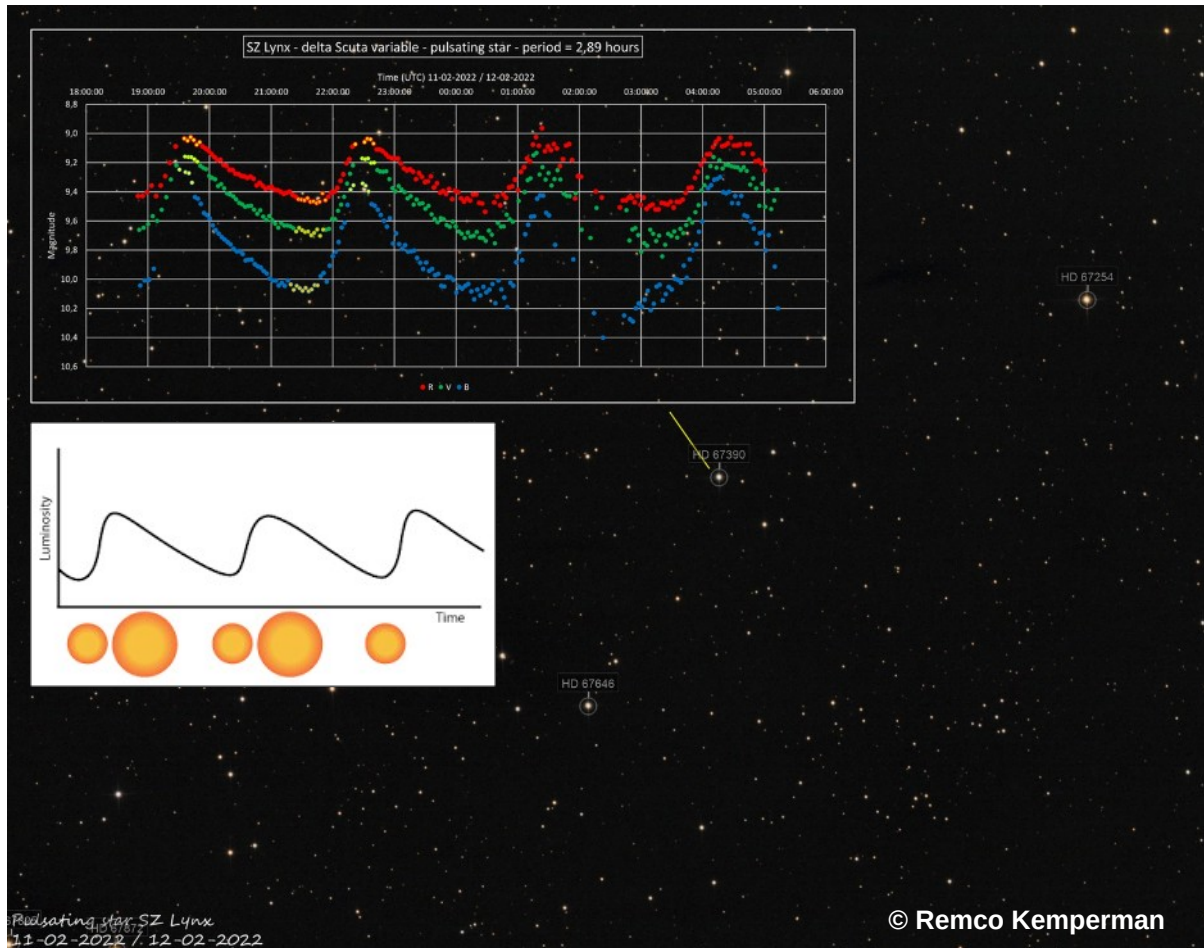 SZ Lynx - delta Scuta variable - pulsating star - period = 2,89 hours
Time (UTC) 11-02-2022 / 12-02-2022
18:00:00 19:00:00 20:00:00 21:00:00 22:00:00 23:00:00 00:00:00 01:00:00 02:00:00 03:00:00 04:00:00 05:00:00 06:00:00
8,8
9,0
9,2
9,4
9,6
9,8
10,0
10,2
10,4
10,6
Magnitude
R V B
HD 67254
HD 67390
Luminosity
Time
HD 67646
Pulsating star SZ Lynx
HD 67872
11-02-2022 / 12-02-2022
© Remco Kemperman